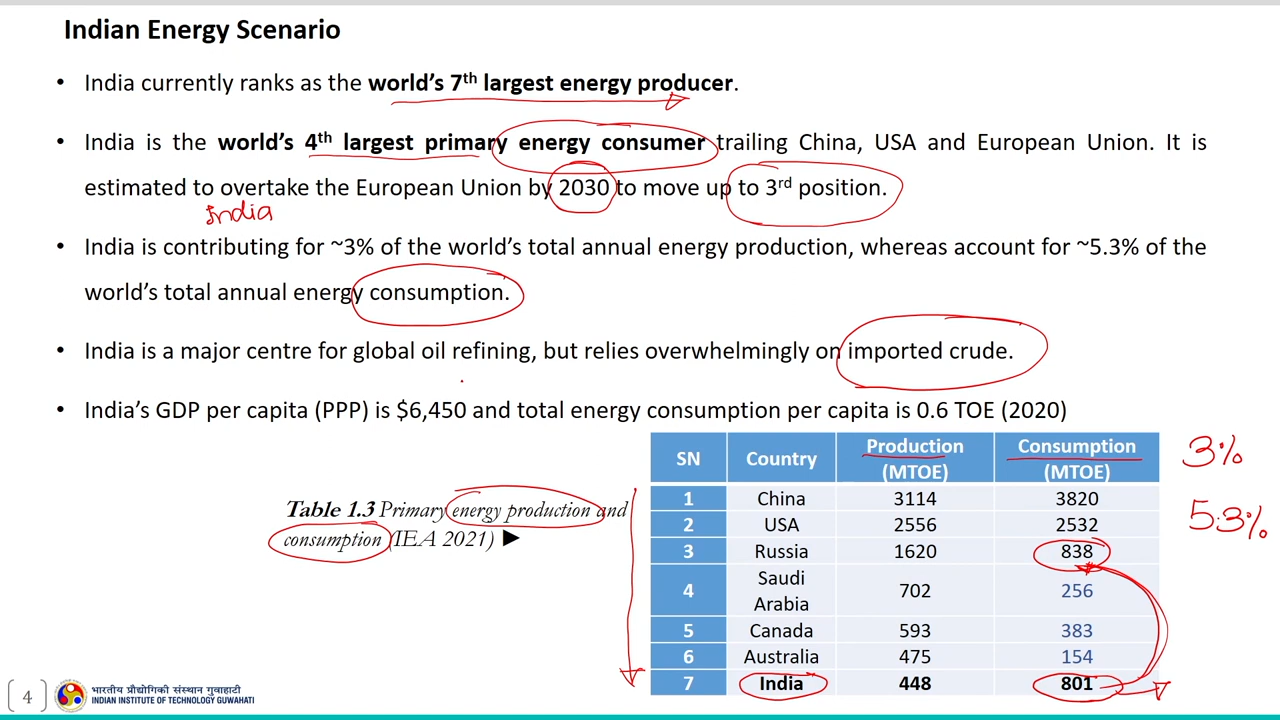 Indian Energy Scenario
• India currently ranks as the world's 7th largest energy producer.
• India is the world's 4th largest primary energy consumer trailing China, USA and European Union. It is
estimated to overtake the European Union by 2030 to move up to 3rd position.
India
• India is contributing for ~3% of the world's total annual energy production, whereas account for ~5.3% of the
world's total annual energy consumption.
• India is a major centre for global oil refining, but relies overwhelmingly on imported crude.
• India's GDP per capita (PPP) is $6,450 and total energy consumption per capita is 0.6 TOE (2020)
Table 1.3 Primary energy production and
consumption (IEA 2021) ►
SN Country Production (MTOE) Consumption (MTOE)
1 China 3114 3820
2 USA 2556 2532
3 Russia 1620 838
4 Saudi Arabia 702 256
5 Canada 593 383
6 Australia 475 154
7 India 448 801
3%
5.3%
4
भारतीय प्रौद्योगिकी संस्थान गुवाहाटी
INDIAN INSTITUTE OF TECHNOLOGY GUWAHATI